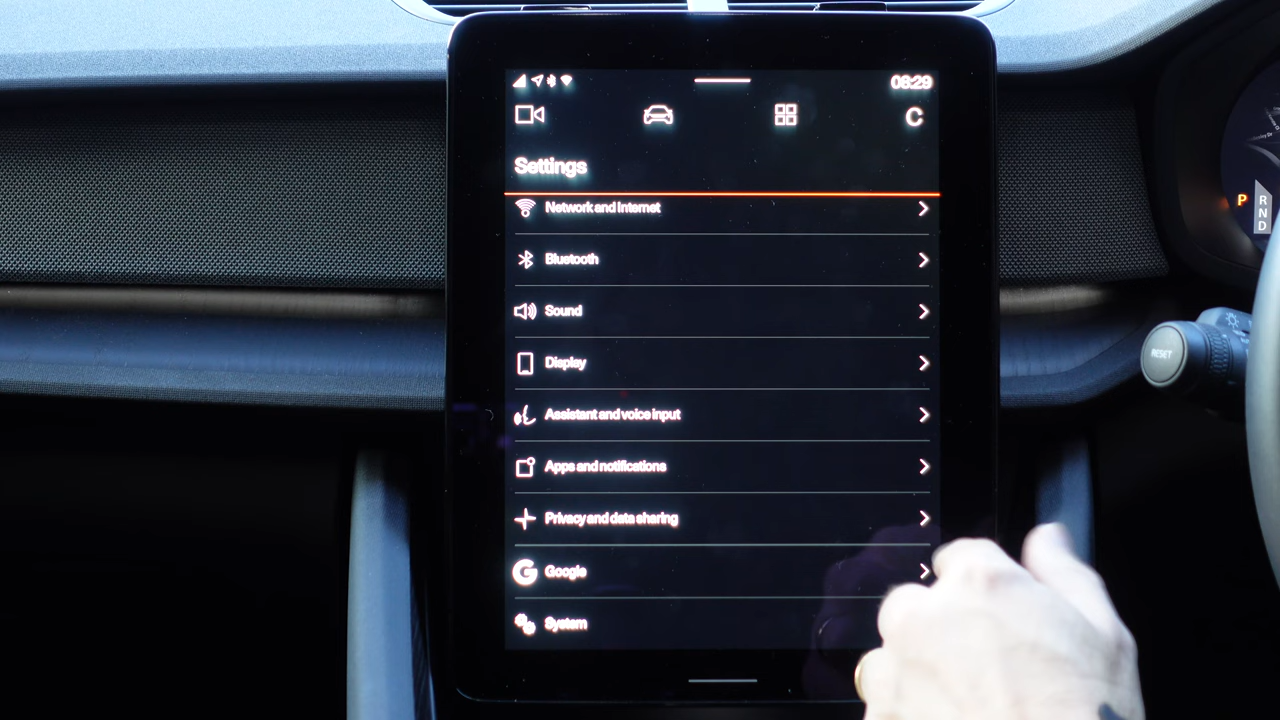 08:29
C
Settings
Network and Internet
Bluetooth
Sound
Display
Assistant and voice input
Apps and notifications
Privacy and data sharing
Google
System
P
R
N
D
RESET